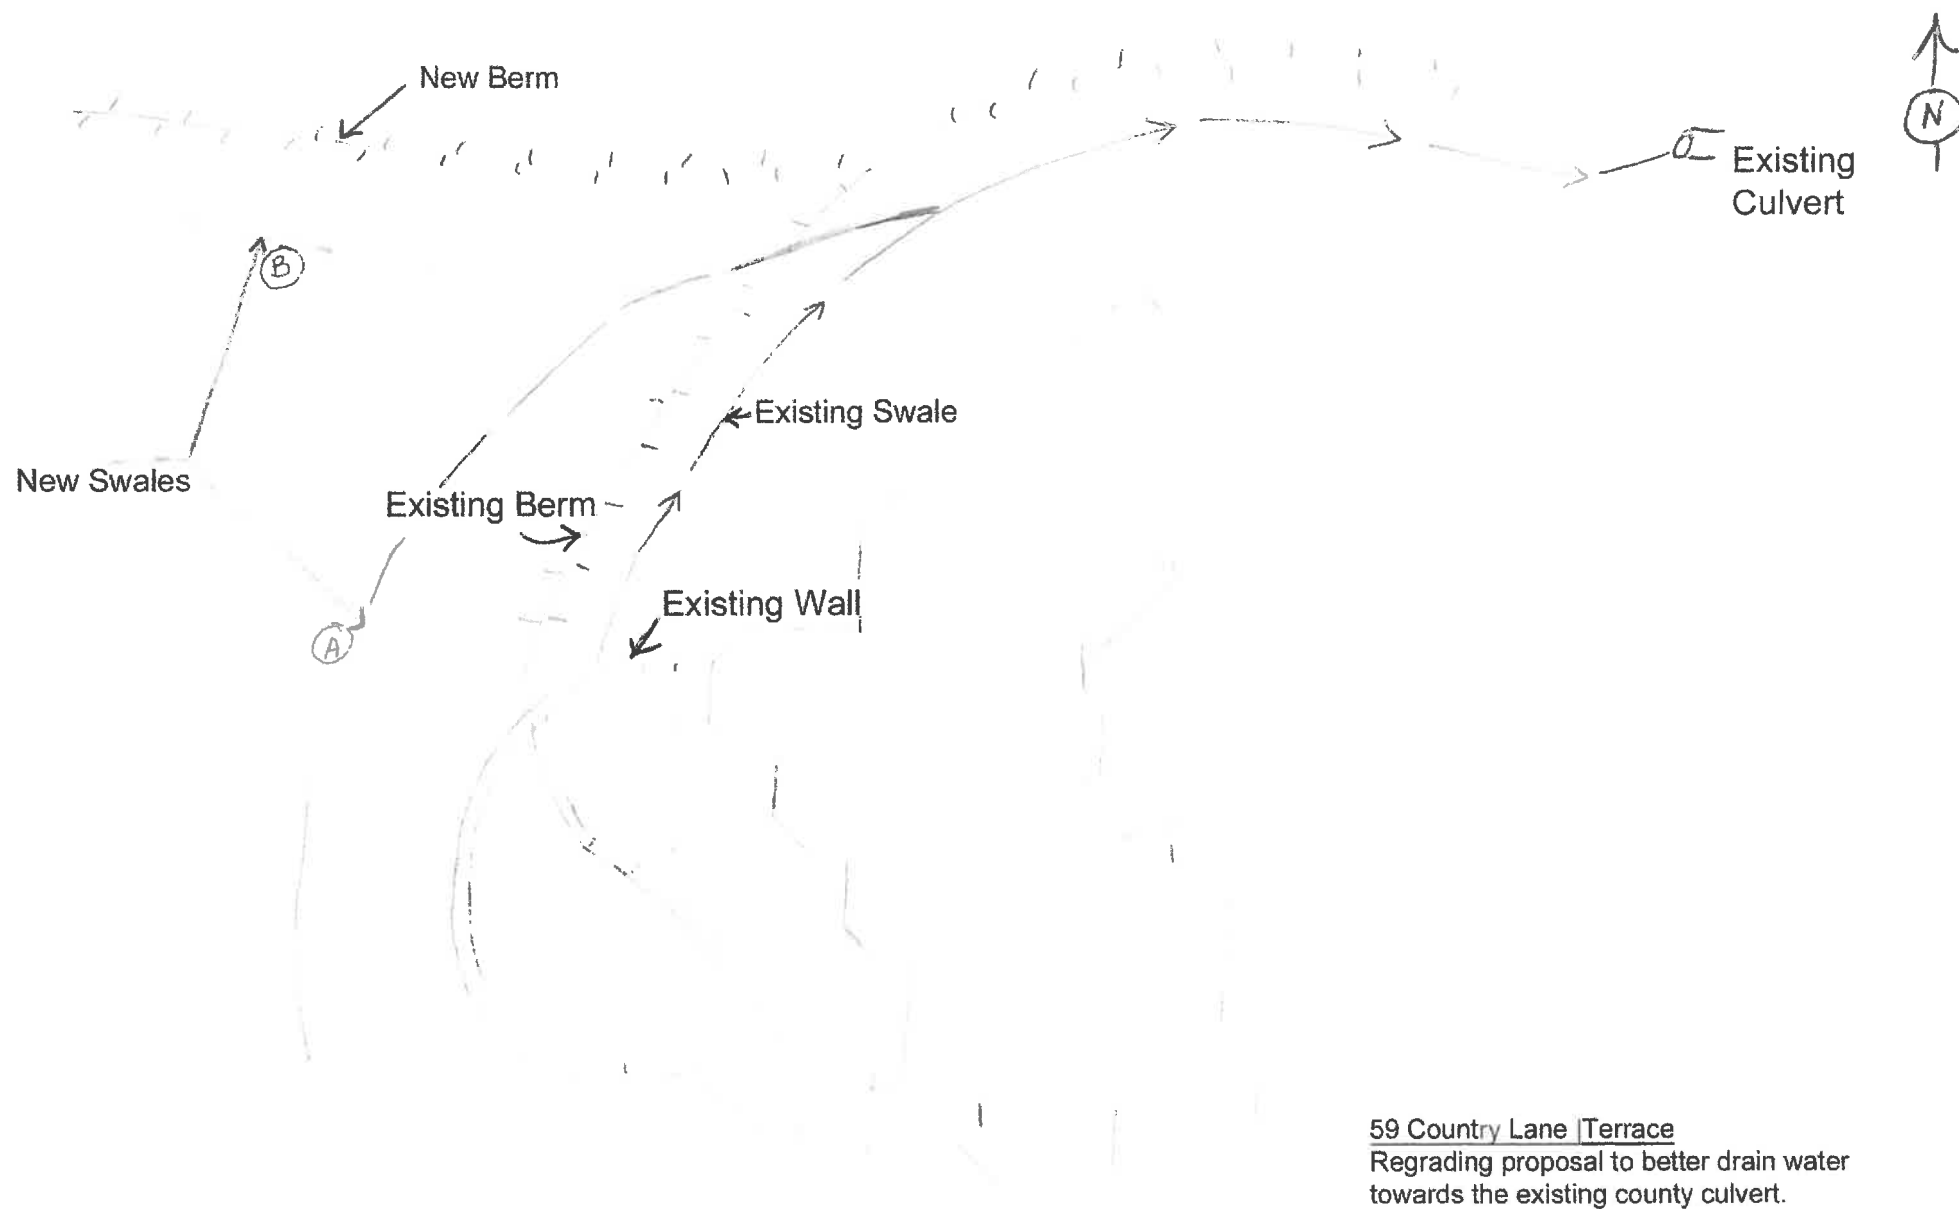 New Berm
N
Existing
Culvert
B
Existing Swale
New Swales
Existing Berm
Existing Wall
A
59 Country Lane Terrace
Regrading proposal to better drain water
towards the existing county culvert.